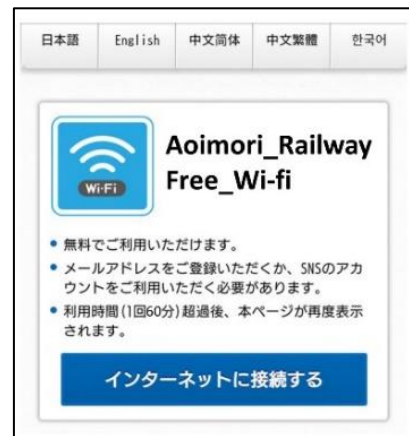 日本語 English 中文简体 中文繁體 한국어
Aoimori_Railway
Free_Wi-fi
Wi-Fi
• 無料でご利用いただけます。
• メールアドレスをご登録いただくか、SNSのアカ
ウントをご利用いただく必要があります。
• 利用時間(1回60分)超過後、本ページが再度表示
されます。
インターネットに接続する